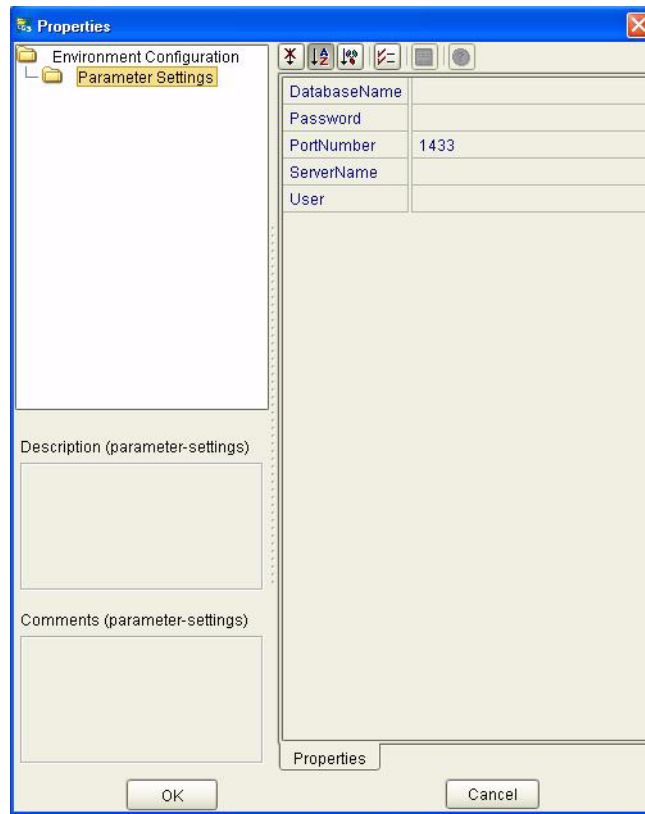 Properties
Environment Configuration
Parameter Settings
DatabaseName
Password
PortNumber 1433
ServerName
User
Description (parameter-settings)
Comments (parameter-settings)
Properties
OK Cancel